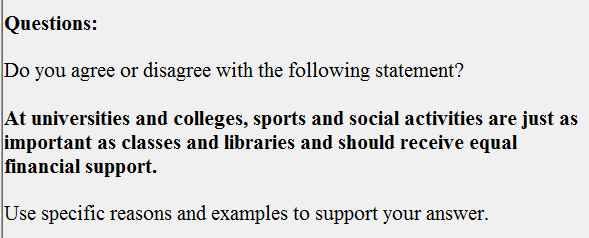 Questions:
Do you agree or disagree with the following statement?
At universities and colleges, sports and social activities are just as
important as classes and libraries and should receive equal
financial support.
Use specific reasons and examples to support your answer.